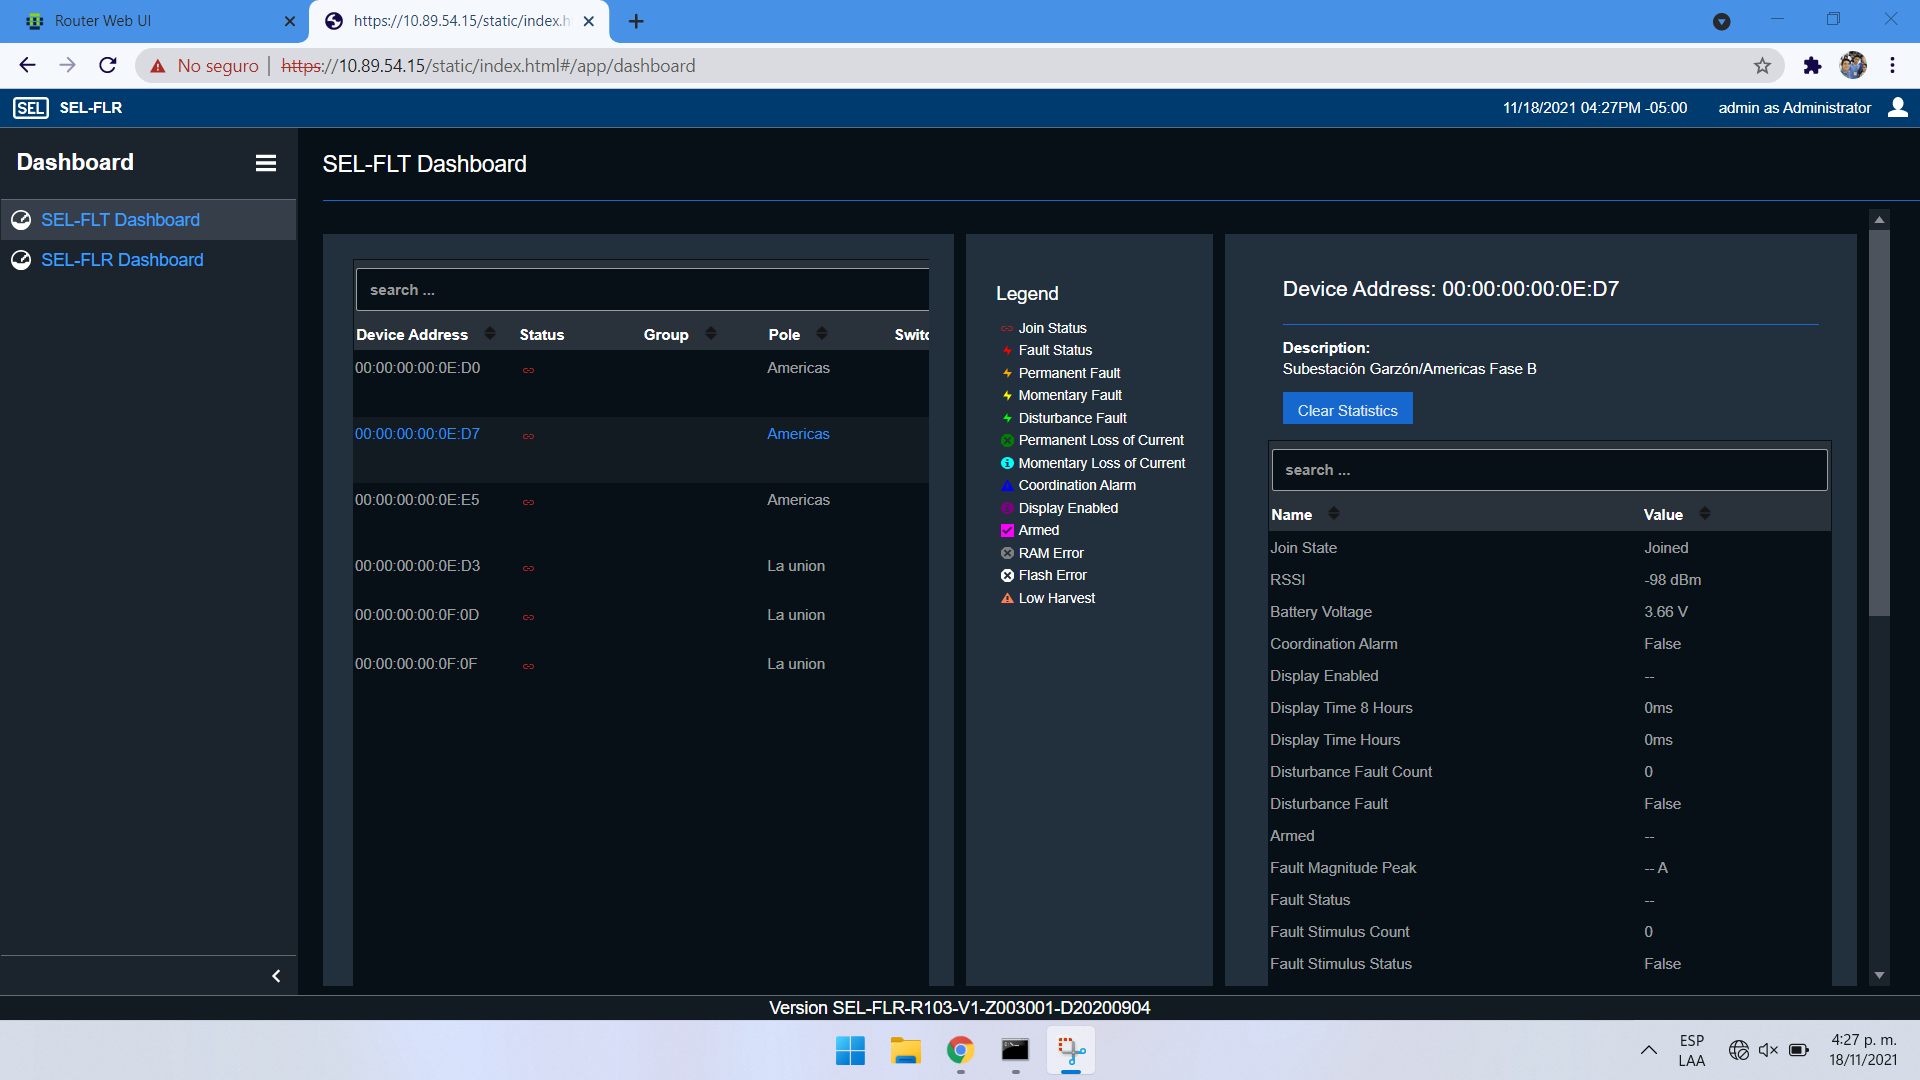 Router Web UI
https://10.89.54.15/static/index.h
No seguro | https://10.89.54.15/static/index.html#/app/dashboard
SEL SEL-FLR
11/18/2021 04:27PM -05:00 admin as Administrator
Dashboard
SEL-FLT Dashboard
SEL-FLR Dashboard
SEL-FLT Dashboard
search ...
Device Address Status Group Pole Switc
00:00:00:00:0E:D0 Americas
00:00:00:00:0E:D7 Americas
00:00:00:00:0E:E5 Americas
00:00:00:00:0E:D3 La union
00:00:00:00:0F:0D La union
00:00:00:00:0F:0F La union
Legend
Join Status
Fault Status
Permanent Fault
Momentary Fault
Disturbance Fault
Permanent Loss of Current
Momentary Loss of Current
Coordination Alarm
Display Enabled
Armed
RAM Error
Flash Error
Low Harvest
Device Address: 00:00:00:00:0E:D7
Description:
Subestación Garzón/Americas Fase B
Clear Statistics
search ...
Name Value
Join State Joined
RSSI -98 dBm
Battery Voltage 3.66 V
Coordination Alarm False
Display Enabled --
Display Time 8 Hours 0ms
Display Time Hours 0ms
Disturbance Fault Count 0
Disturbance Fault False
Armed --
Fault Magnitude Peak -- A
Fault Status --
Fault Stimulus Count 0
Fault Stimulus Status False
Version SEL-FLR-R103-V1-Z003001-D20200904
ESP
LAA
4:27 p. m.
18/11/2021